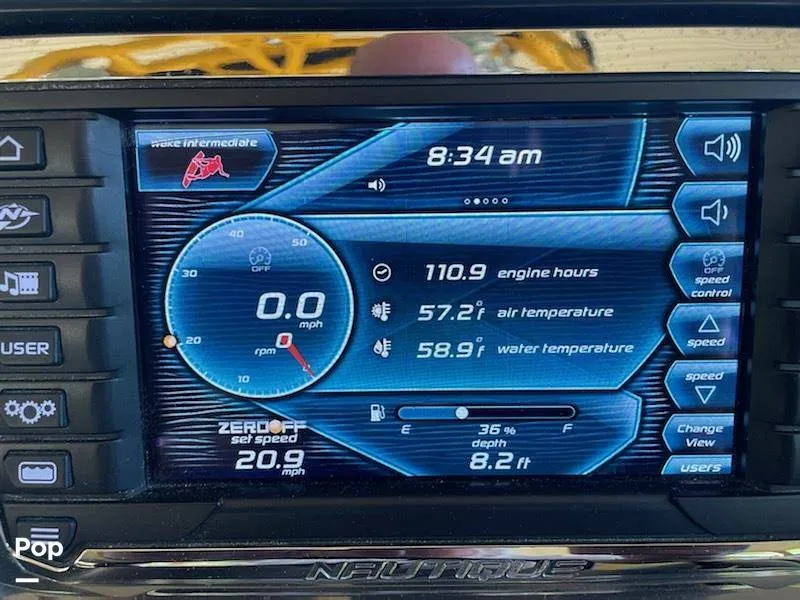 wake intermediate
8:34 am
50
40
30
20
10
OFF
0.0
mph
0
rpm
110.9 engine hours
57.2°f air temperature
58.9°f water temperature
OFF
speed
control
speed
speed
Change
View
users
USER
ZEROFF
set speed
20.9
mph
E 36 % F
depth
8.2 ft
Pop
NAUTIQUE